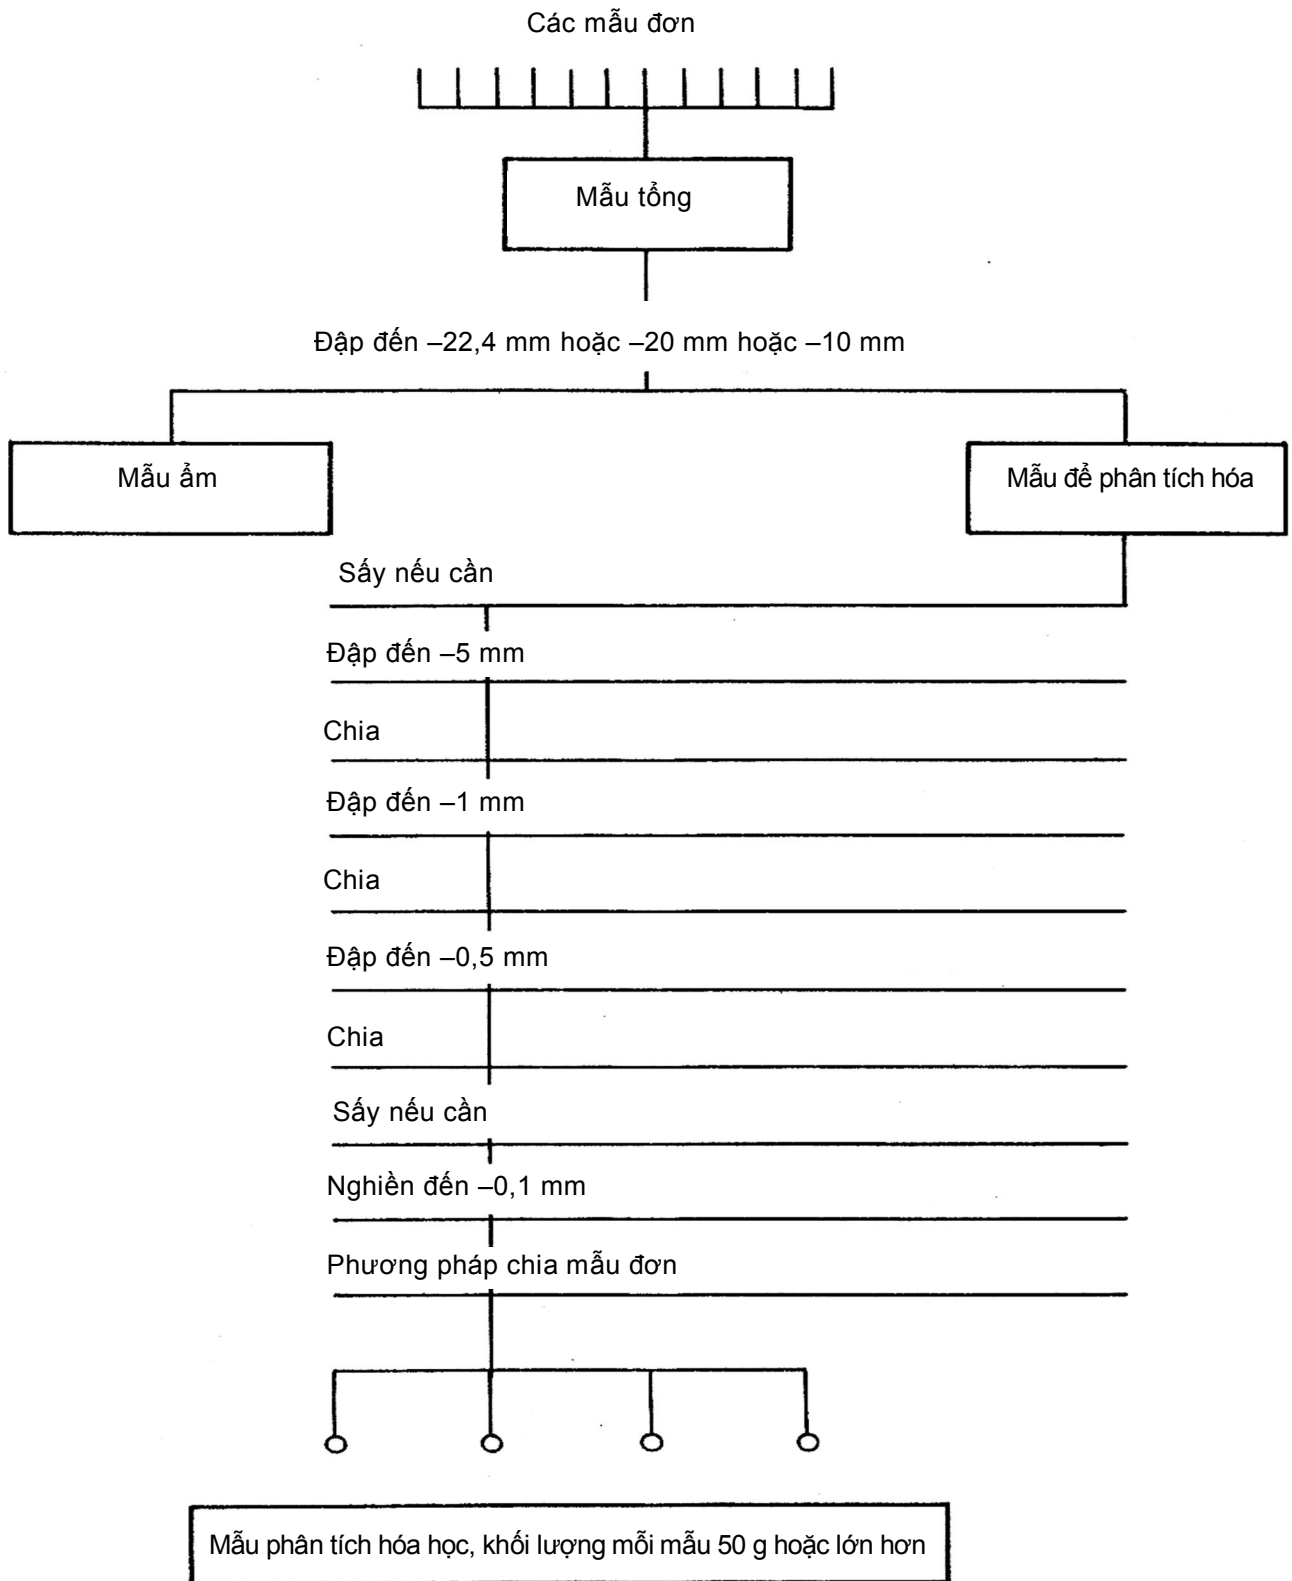 Các mẫu đơn
Mẫu tổng
Đập đến –22,4 mm hoặc –20 mm hoặc –10 mm
Mẫu ẩm
Mẫu để phân tích hóa
Sấy nếu cần
Đập đến –5 mm
Chia
Đập đến –1 mm
Chia
Đập đến –0,5 mm
Chia
Sấy nếu cần
Nghiền đến –0,1 mm
Phương pháp chia mẫu đơn
Mẫu phân tích hóa học, khối lượng mỗi mẫu 50 g hoặc lớn hơn